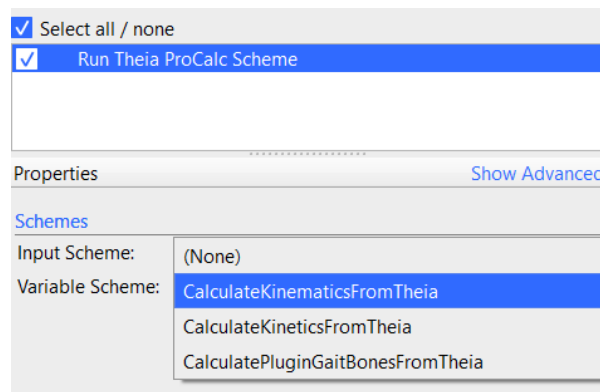 Select all / none
Run Theia ProCalc Scheme
Properties Show Advanced
Schemes
Input Scheme: (None)
Variable Scheme: CalculateKinematicsFromTheia
CalculateKineticsFromTheia
CalculatePluginGaitBonesFromTheia